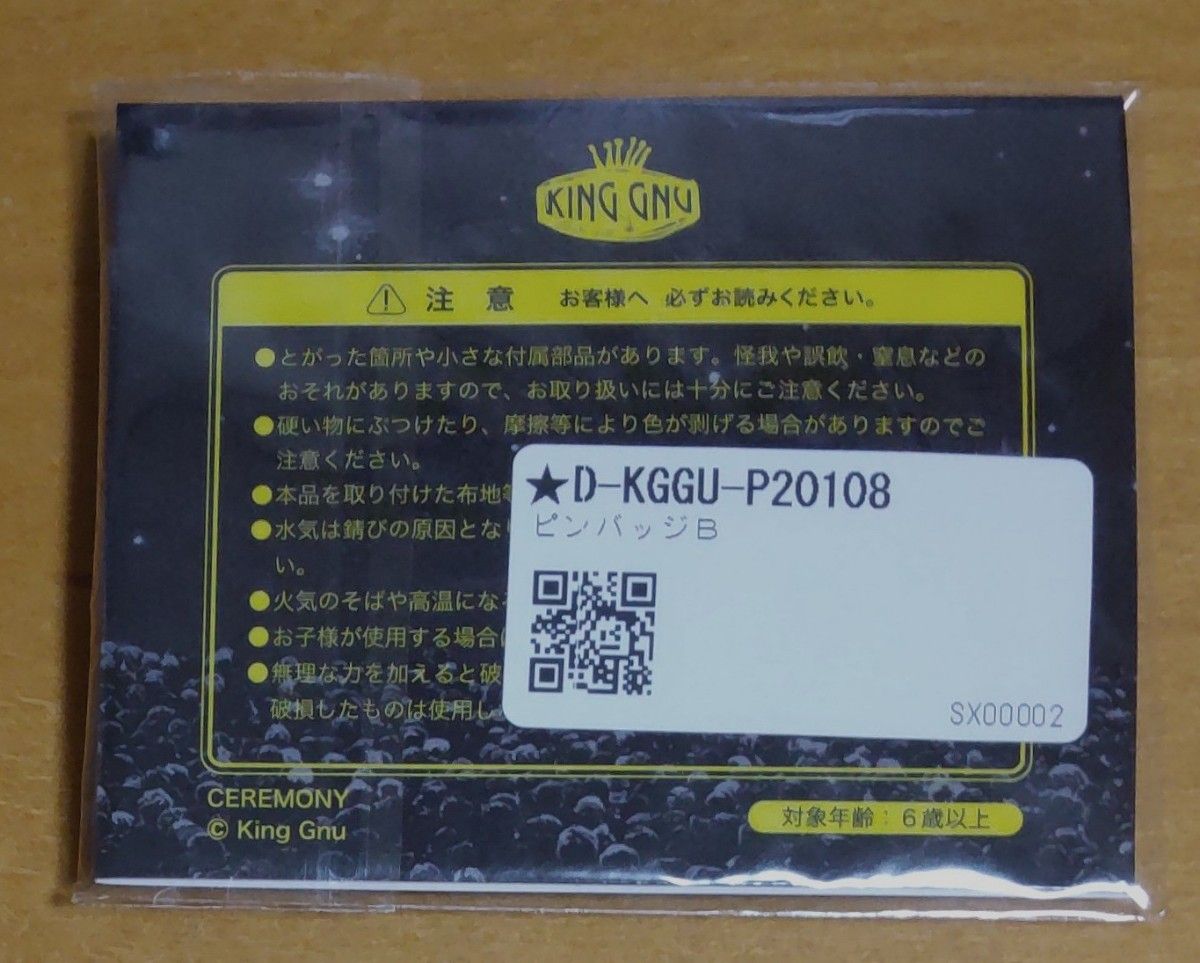 KING GNU
注意 お客様へ 必ずお読みください。
●とがった箇所や小さな付属部品があります。怪我や誤飲・窒息などの
おそれがありますので、お取り扱いには十分にご注意ください。
●硬い物にぶつけたり、摩擦等により色が剥げる場合がありますのでご
注意ください。
●本品を取り付けた布地
●水気は錆びの原因とな
い。
●火気のそばや高温にな
●お子様が使用する場合
●無理な力を加えると破
破損したものは使用し
★D-KGGU-P20108
ピンバッジB
SX00002
CEREMONY
© King Gnu
対象年齢：6歳以上